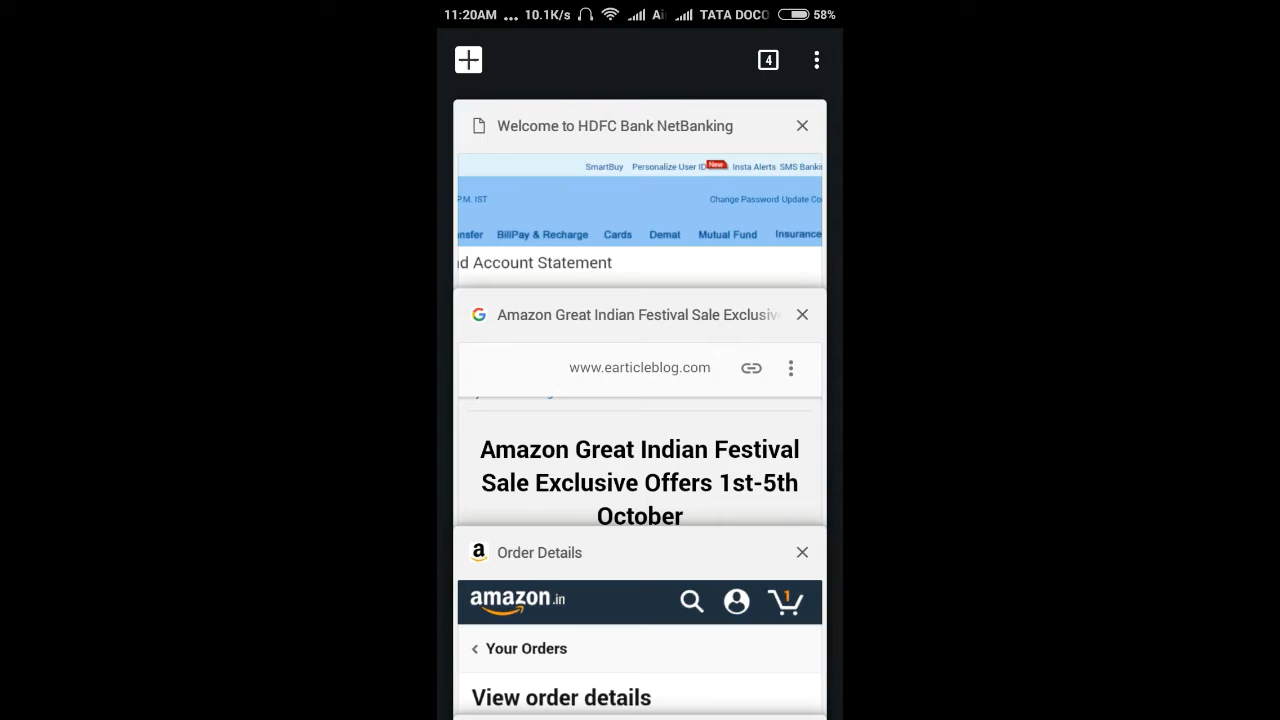 11:20AM ... 10.1K/s Ai TATA DOCO 58%
4
Welcome to HDFC Bank NetBanking
SmartBuy Personalize User ID New Insta Alerts SMS Banki
P.M. IST Change Password Update Co
nsfer BillPay & Recharge Cards Demat Mutual Fund Insurance
nd Account Statement
Amazon Great Indian Festival Sale Exclusiv
www.earticleblog.com
Amazon Great Indian Festival
Sale Exclusive Offers 1st-5th
October
Order Details
amazon.in 1
Your Orders
View order details